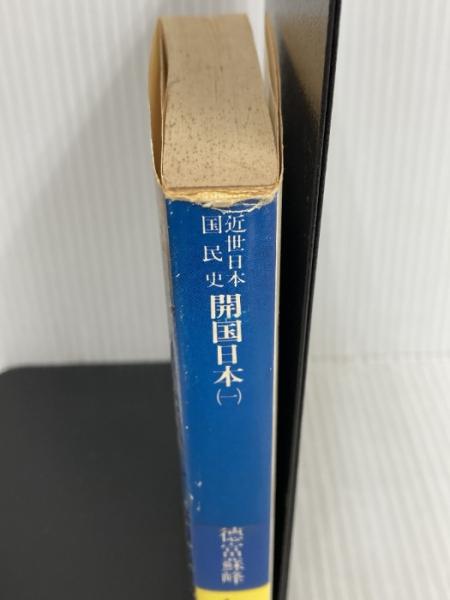 近世日本
国民史
開国日本(一)
徳富蘇峰